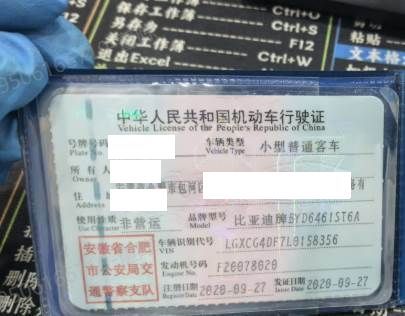 保存工作簿 Ctrl+S
另存为 F12
关闭工作簿 Ctrl+W
退出Excel
粘贴
文本
中华人民共和国机动车行驶证
Vehicle License of the People's Republic of China
号牌号码 车辆类型 小型普通客车
Plate No. Vehicle Type
所有人
Owner
住
市包河区
使用性质 非营运 品牌型号 比亚迪牌BYD6461ST6A
Use Character Model
安徽省合肥 车辆识别代号 LGXCG4DF7L0158356
市公安局交 VIN
通警察支队 发动机号码 F20078020
Engine No.
注册日期 2020-09-27 发证日期 2020-09-27
Register Date Issue Date
删除